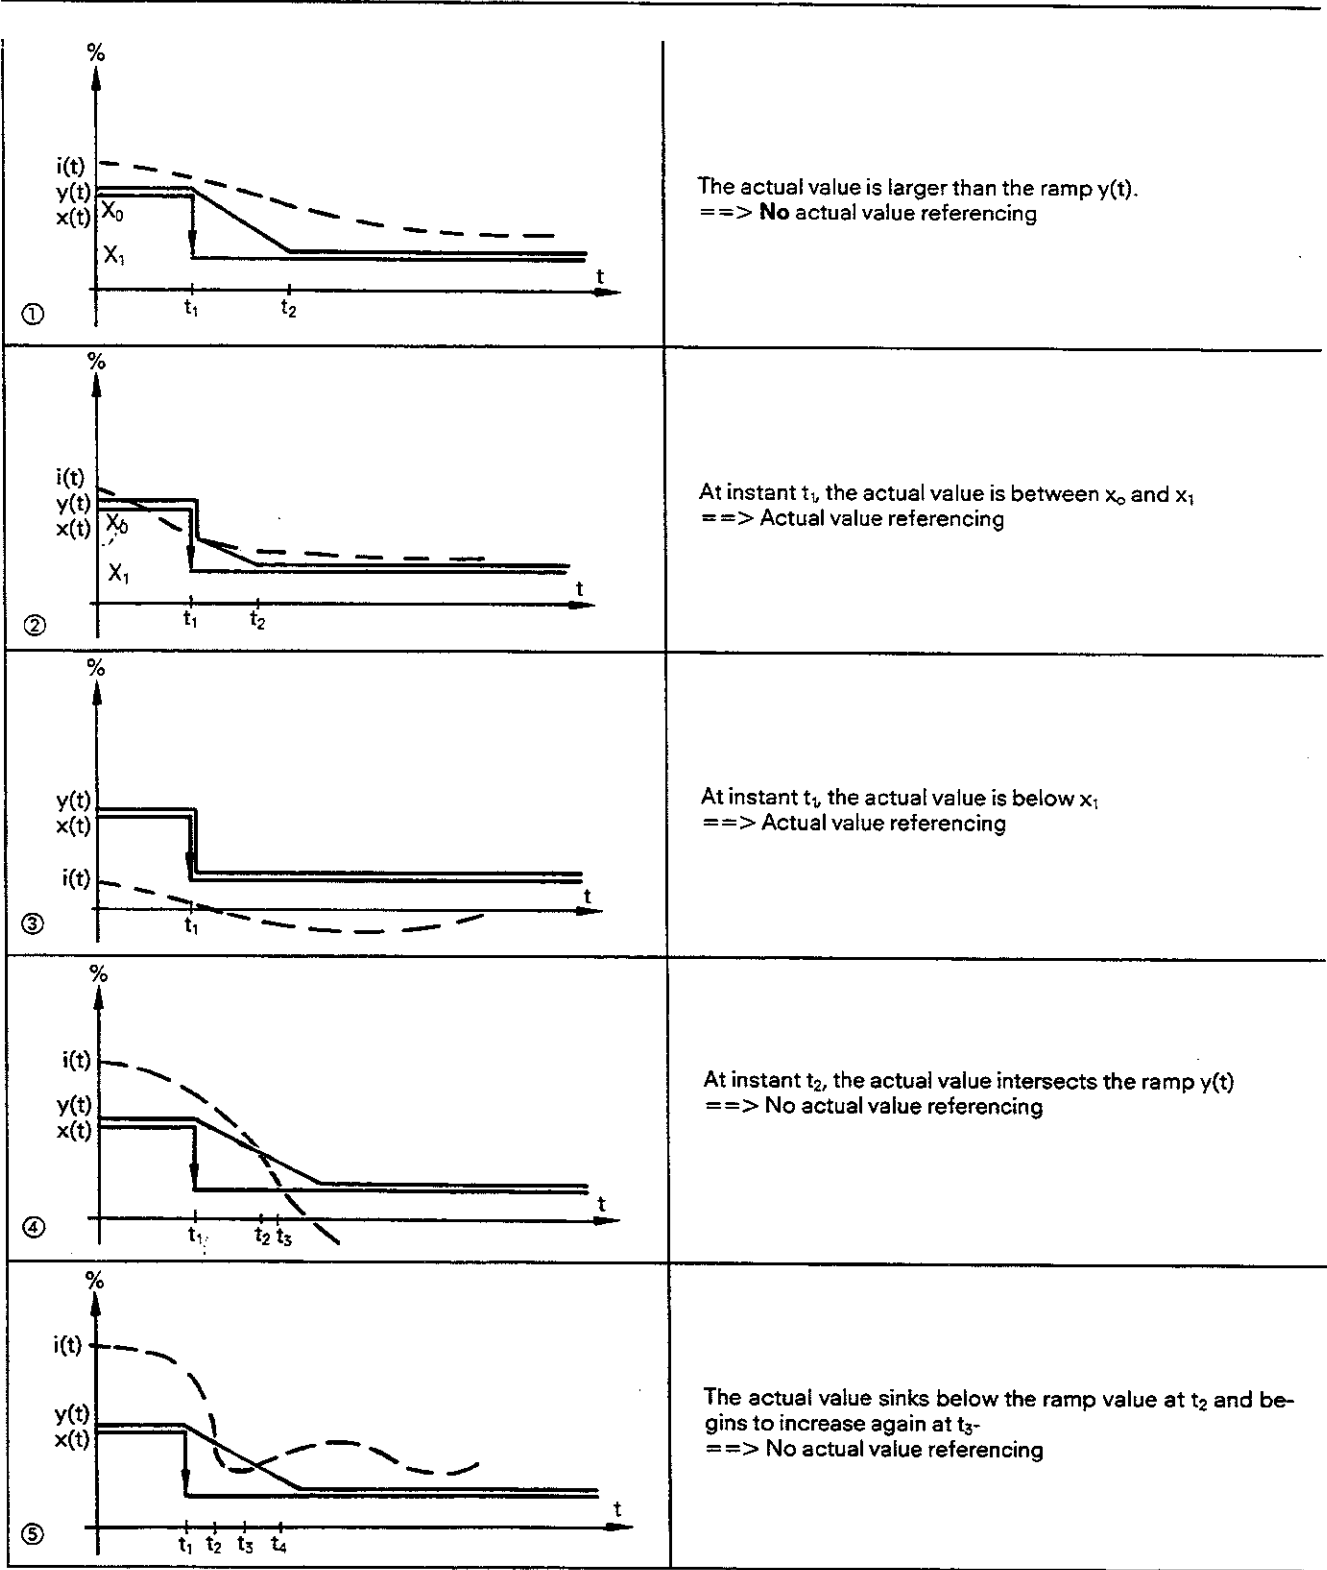 %
i(t)
y(t)
x(t) X₀
X₁
t
t₁ t₂
①
The actual value is larger than the ramp y(t).
==> No actual value referencing
%
i(t)
y(t)
x(t) X₀
X₁
t
t₁ t₂
②
At instant t₁, the actual value is between x₀ and x₁
==> Actual value referencing
%
y(t)
x(t)
i(t)
t
t₁
③
At instant t₁, the actual value is below x₁
==> Actual value referencing
%
i(t)
y(t)
x(t)
t
t₁ t₂ t₃
④
At instant t₂, the actual value intersects the ramp y(t)
==> No actual value referencing
%
i(t)
y(t)
x(t)
t
t₁ t₂ t₃ t₄
⑤
The actual value sinks below the ramp value at t₂ and be-
gins to increase again at t₃-
==> No actual value referencing